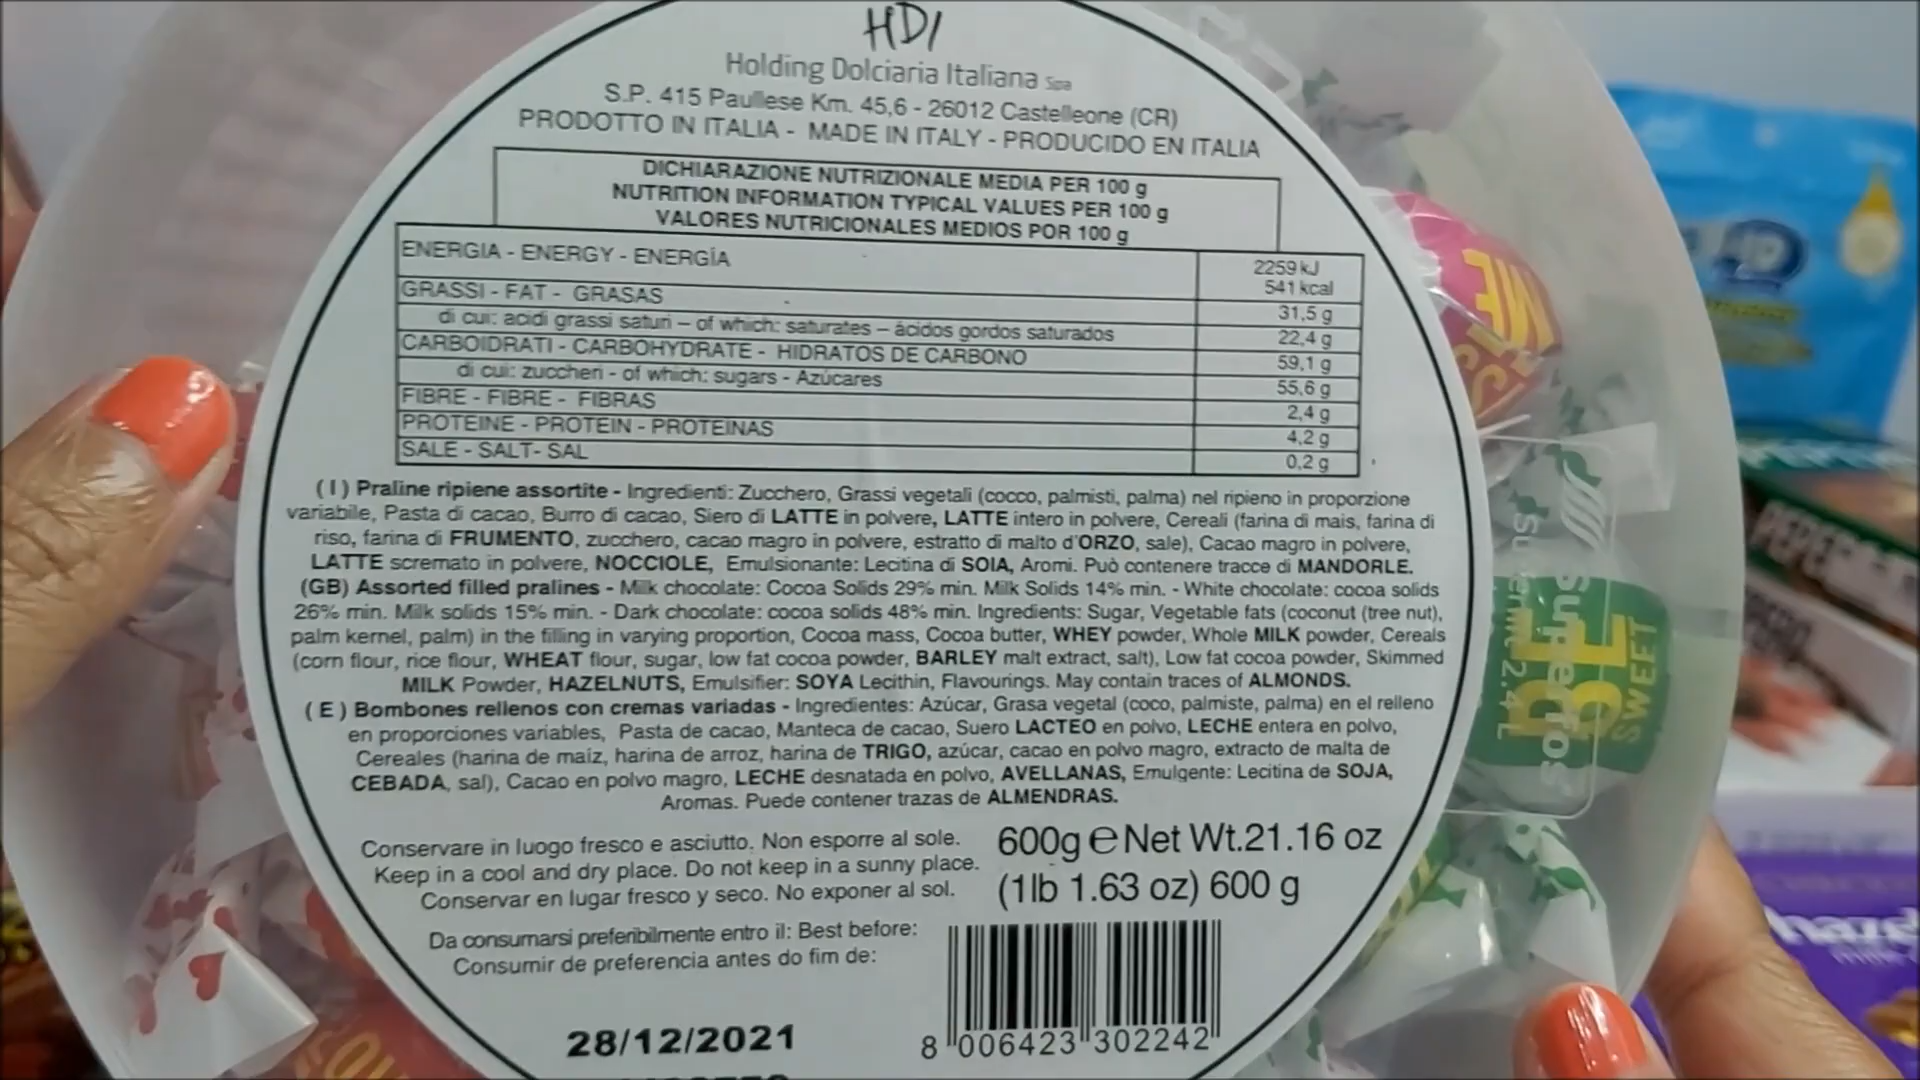 HDI
Holding Dolciaria Italiana Spa
S.P. 415 Paullese Km. 45,6 - 26012 Castelleone (CR)
PRODOTTO IN ITALIA - MADE IN ITALY - PRODUCIDO EN ITALIA
DICHIARAZIONE NUTRIZIONALE MEDIA PER 100 g
NUTRITION INFORMATION TYPICAL VALUES PER 100 g
VALORES NUTRICIONALES MEDIOS POR 100 g
ENERGIA - ENERGY - ENERGÍA 2259 kJ
541 kcal
GRASSI - FAT - GRASAS 31,5 g
di cui: acidi grassi saturi – of which: saturates – ácidos gordos saturados 22,4 g
CARBOIDRATI - CARBOHYDRATE - HIDRATOS DE CARBONO 59,1 g
di cui: zuccheri - of which: sugars - Azúcares 55,6 g
FIBRE - FIBRE - FIBRAS 2,4 g
PROTEINE - PROTEIN - PROTEÍNAS 4,2 g
SALE - SALT- SAL 0,2 g
(I) Praline ripiene assortite - Ingredienti: Zucchero, Grassi vegetali (cocco, palmisti, palma) nel ripieno in proporzione
variabile, Pasta di cacao, Burro di cacao, Siero di LATTE in polvere, LATTE intero in polvere, Cereali (farina di mais, farina di
riso, farina di FRUMENTO, zucchero, cacao magro in polvere, estratto di malto d'ORZO, sale), Cacao magro in polvere,
LATTE scremato in polvere, NOCCIOLE, Emulsionante: Lecitina di SOIA, Aromi. Può contenere tracce di MANDORLE.
(GB) Assorted filled pralines - Milk chocolate: Cocoa Solids 29% min. Milk Solids 14% min. - White chocolate: cocoa solids
26% min. Milk solids 15% min. - Dark chocolate: cocoa solids 48% min. Ingredients: Sugar, Vegetable fats (coconut (tree nut),
palm kernel, palm) in the filling in varying proportion, Cocoa mass, Cocoa butter, WHEY powder, Whole MILK powder, Cereals
(corn flour, rice flour, WHEAT flour, sugar, low fat cocoa powder, BARLEY malt extract, salt), Low fat cocoa powder, Skimmed
MILK Powder, HAZELNUTS, Emulsifier: SOYA Lecithin, Flavourings. May contain traces of ALMONDS.
(E) Bombones rellenos con cremas variadas - Ingredientes: Azúcar, Grasa vegetal (coco, palmiste, palma) en el relleno
en proporciones variables, Pasta de cacao, Manteca de cacao, Suero LACTEO en polvo, LECHE entera en polvo,
Cereales (harina de maíz, harina de arroz, harina de TRIGO, azúcar, cacao en polvo magro, extracto de malta de
CEBADA, sal), Cacao en polvo magro, LECHE desnatada en polvo, AVELLANAS, Emulgente: Lecitina de SOJA,
Aromas. Puede contener trazas de ALMENDRAS.
Conservare in luogo fresco e asciutto. Non esporre al sole.
Keep in a cool and dry place. Do not keep in a sunny place.
Conservar en lugar fresco y seco. No exponer al sol.
600g e Net Wt.21.16 oz
(1lb 1.63 oz) 600 g
Da consumarsi preferibilmente entro il: Best before:
Consumir de preferencia antes do fim de:
28/12/2021
8 006423 302242
ME
SWEET